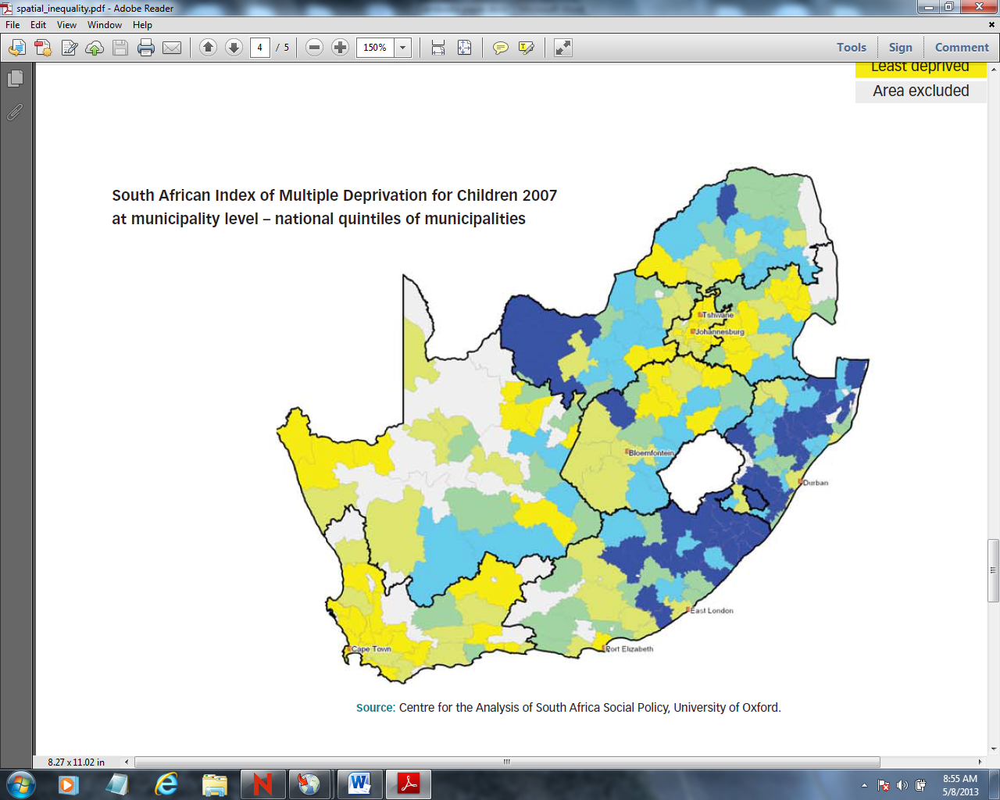 spatial_inequality.pdf - Adobe Reader
File Edit View Window Help
4 / 5 150% Tools Sign Comment
Least deprived
Area excluded
South African Index of Multiple Deprivation for Children 2007
at municipality level – national quintiles of municipalities
Tshwane
Johannesburg
Bloemfontein
Durban
East London
Cape Town
Port Elizabeth
Source: Centre for the Analysis of South Africa Social Policy, University of Oxford.
8.27 x 11.02 in
8:55 AM
5/8/2013